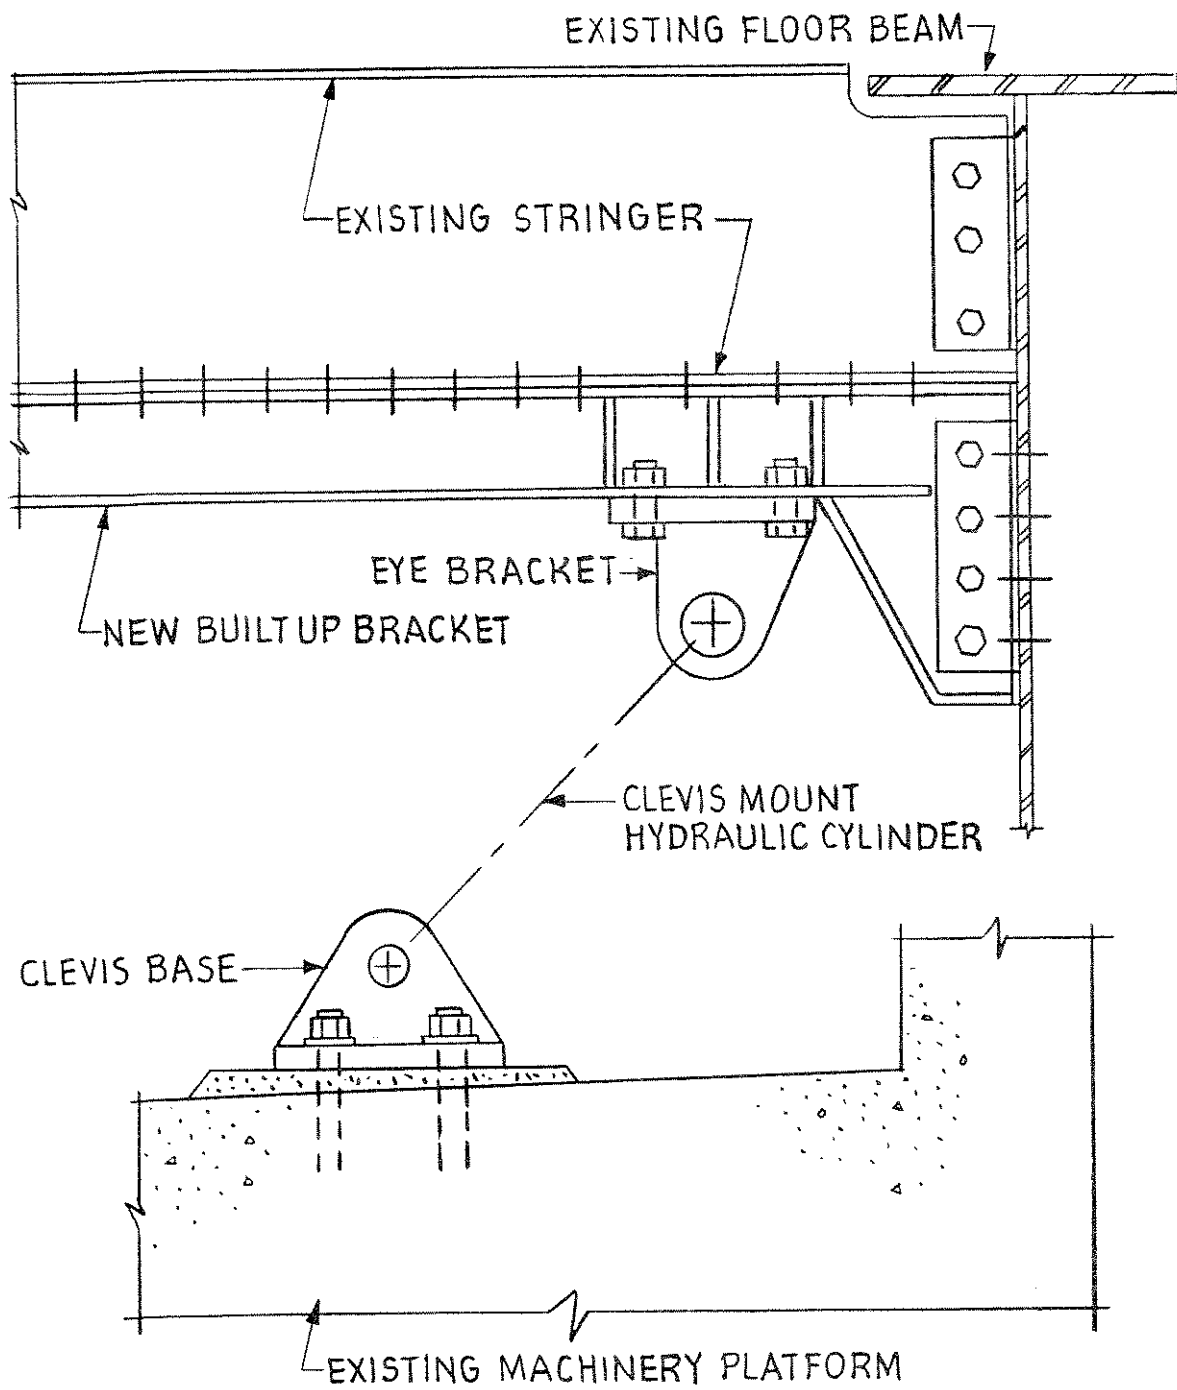 EXISTING FLOOR BEAM
EXISTING STRINGER
EYE BRACKET
NEW BUILTUP BRACKET
CLEVIS MOUNT
HYDRAULIC CYLINDER
CLEVIS BASE
EXISTING MACHINERY PLATFORM